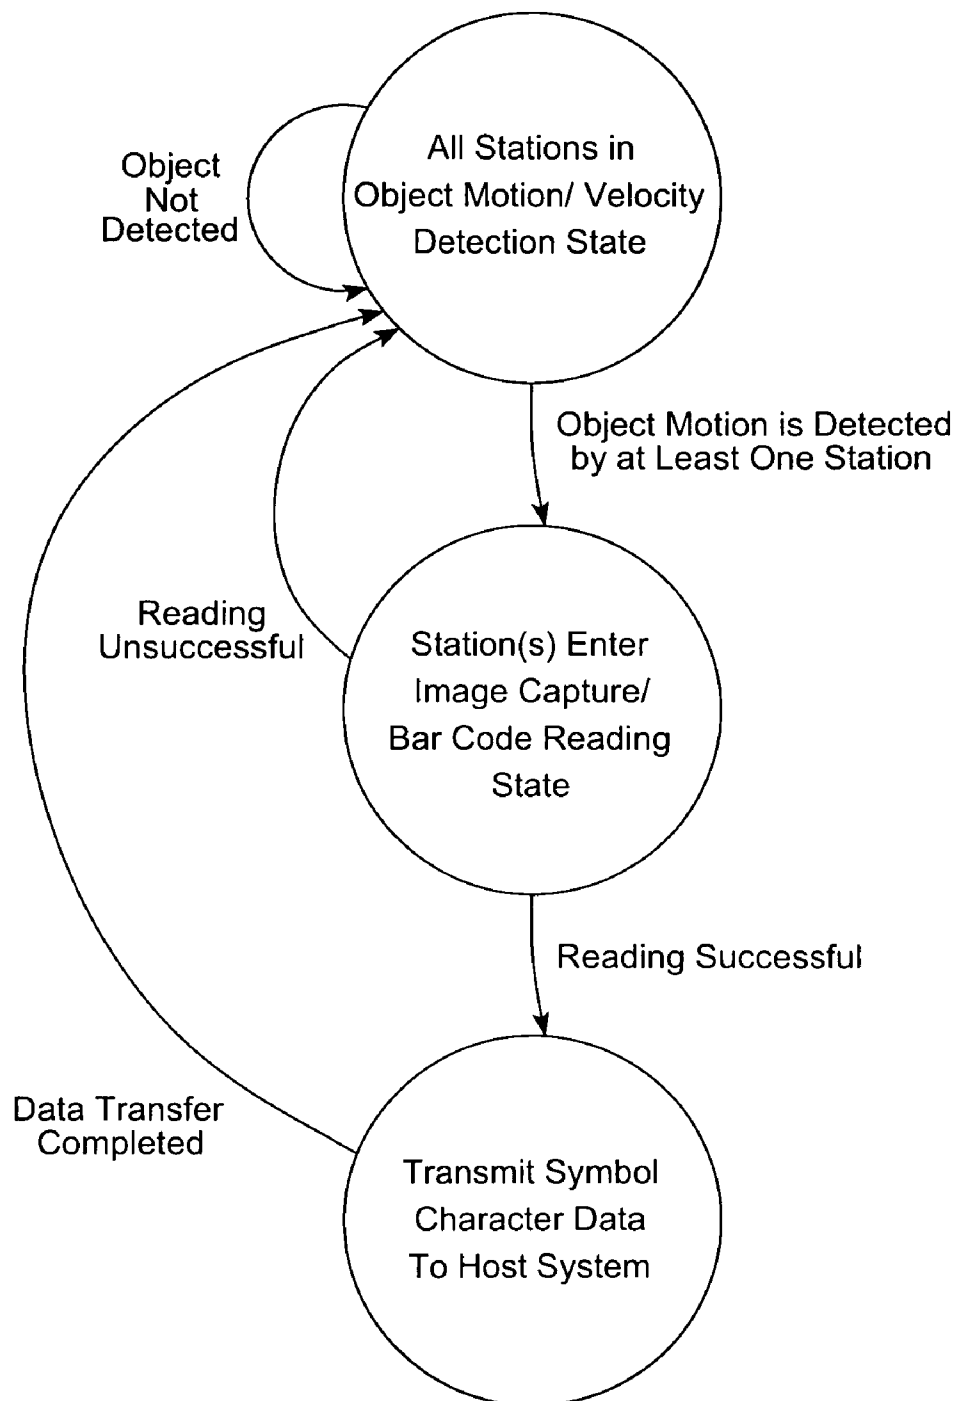 All Stations in
Object Motion/ Velocity
Detection State
Object
Not
Detected
Object Motion is Detected
by at Least One Station
Reading
Unsuccessful
Station(s) Enter
Image Capture/
Bar Code Reading
State
Reading Successful
Data Transfer
Completed
Transmit Symbol
Character Data
To Host System